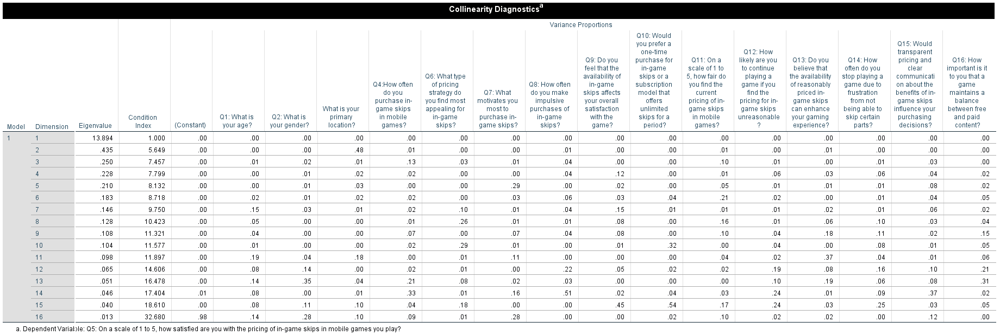 Collinearity Diagnosticsa
Variance Proportions
Model Dimension Eigenvalue Condition Index (Constant) Q1: What is your age? Q2: What is your gender? What is your primary location? Q4:How often do you purchase in-game skips in mobile games? Q6: What type of pricing strategy do you find most appealing for in-game skips? Q7: What motivates you most to purchase in-game skips? Q8: How often do you make impulsive purchases of in-game skips? Q9: Do you feel that the availability of in-game skips affects your overall satisfaction with the game? Q10: Would you prefer a one-time purchase for in-game skips or a subscription model that offers unlimited skips for a period? Q11: On a scale of 1 to 5, how fair do you find the current pricing of in-game skips in mobile games? Q12: How likely are you to continue playing a game if you find the pricing for in-game skips unreasonable ? Q13: Do you believe that the availability of reasonably priced in-game skips can enhance your gaming experience? Q14: How often do you stop playing a game due to frustration from not being able to skip certain parts? Q15: Would transparent pricing and clear communicati on about the benefits of in-game skips influence your purchasing decisions? Q16: How important is it to you that a game maintains a balance between free and paid content?
1 1 13.894 1.000 .00 .00 .00 .00 .00 .00 .00 .00 .00 .00 .00 .00 .00 .00 .00 .00
2 .435 5.649 .00 .00 .00 .48 .01 .00 .00 .01 .00 .00 .01 .00 .01 .00 .00 .00
3 .250 7.457 .00 .01 .02 .01 .13 .03 .01 .04 .00 .00 .10 .01 .00 .01 .03 .00
4 .228 7.799 .00 .00 .01 .02 .02 .00 .00 .04 .12 .00 .01 .06 .03 .06 .04 .02
5 .210 8.132 .00 .00 .01 .03 .00 .00 .29 .00 .02 .00 .05 .01 .01 .01 .08 .02
6 .183 8.718 .00 .02 .01 .02 .02 .00 .03 .06 .03 .04 .21 .02 .00 .01 .04 .05
7 .146 9.750 .00 .15 .03 .01 .02 .10 .01 .04 .15 .01 .01 .01 .02 .01 .06 .02
8 .128 10.423 .00 .05 .00 .00 .01 .26 .01 .01 .08 .00 .16 .01 .06 .10 .03 .04
9 .108 11.321 .00 .04 .00 .00 .07 .00 .07 .04 .08 .00 .10 .04 .18 .11 .02 .15
10 .104 11.577 .00 .01 .00 .00 .02 .29 .01 .00 .01 .32 .00 .04 .00 .08 .01 .05
11 .098 11.897 .00 .19 .04 .18 .00 .01 .11 .00 .00 .00 .04 .02 .37 .04 .01 .06
12 .065 14.606 .00 .08 .14 .00 .02 .01 .00 .22 .05 .02 .02 .19 .08 .16 .10 .21
13 .051 16.478 .00 .14 .35 .04 .21 .08 .02 .03 .00 .00 .00 .10 .19 .06 .08 .31
14 .046 17.404 .01 .08 .00 .01 .33 .00 .16 .51 .02 .04 .03 .24 .01 .09 .37 .02
15 .040 18.610 .00 .08 .11 .10 .04 .18 .00 .00 .45 .54 .17 .24 .03 .25 .03 .05
16 .013 32.680 .98 .14 .28 .10 .09 .01 .28 .00 .00 .02 .10 .02 .02 .00 .12 .00
a. Dependent Variable: Q5: On a scale of 1 to 5, how satisfied are you with the pricing of in-game skips in mobile games you play?